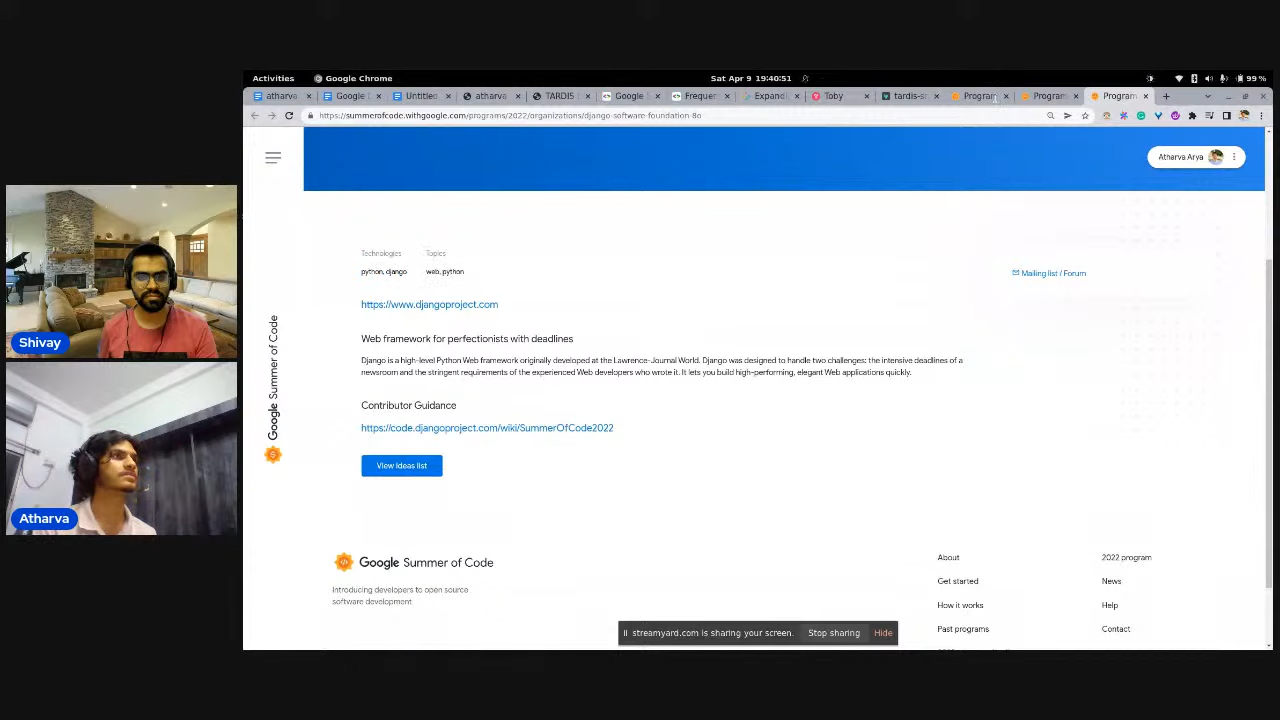 Activities
Google Chrome
Sat Apr 9 19:40:51
99 %
atharva
Google
Untitled
atharva
TARDIS
Google
Frequer
Expandi
Toby
tardis-s
Program
Program
Program
https://summerofcode.withgoogle.com/programs/2022/organizations/django-software-foundation-8o
Atharva Arya
Technologies
Topics
python, django
web, python
Mailing list / Forum
https://www.djangoproject.com
Web framework for perfectionists with deadlines
Django is a high-level Python Web framework originally developed at the Lawrence-Journal World. Django was designed to handle two challenges: the intensive deadlines of a
newsroom and the stringent requirements of the experienced Web developers who wrote it. It lets you build high-performing, elegant Web applications quickly.
Contributor Guidance
https://code.djangoproject.com/wiki/SummerOfCode2022
View ideas list
Google Summer of Code
Shivay
Atharva
Google Summer of Code
Introducing developers to open source
software development
About
2022 program
Get started
News
How it works
Help
Past programs
Contact
streamyard.com is sharing your screen.
Stop sharing
Hide